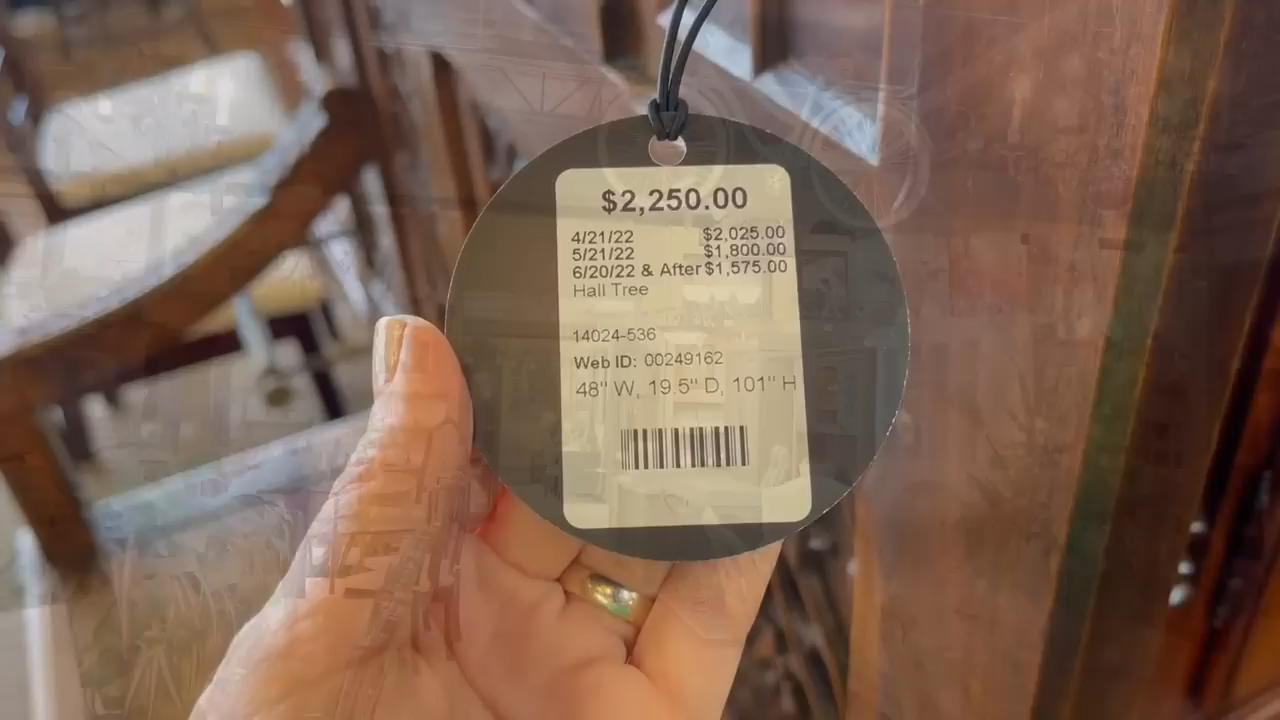 $2,250.00
4/21/22 $2,025.00
5/21/22 $1,800.00
6/20/22 & After $1,575.00
Hall Tree
14024-536
Web ID: 00249162
48" W, 19.5" D, 101" H